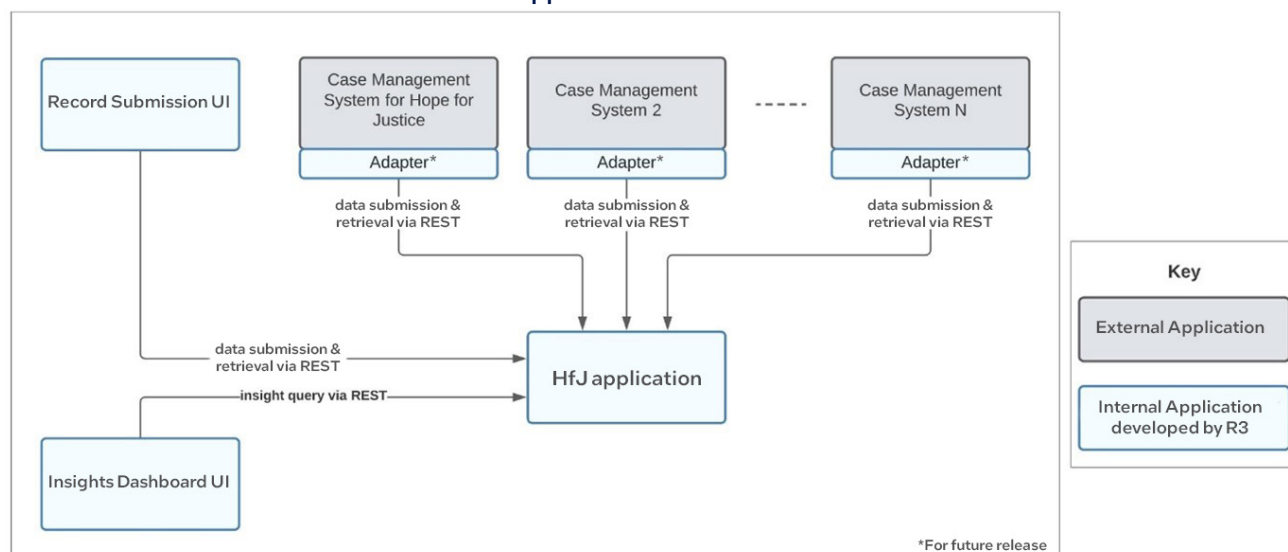 Record Submission UI
Case Management
System for Hope for
Justice
Adapter*
Case Management
System 2
Adapter*
Case Management
System N
Adapter*
data submission &
retrieval via REST
data submission &
retrieval via REST
data submission &
retrieval via REST
data submission &
retrieval via REST
insight query via REST
HfJ application
Insights Dashboard UI
*For future release
Key
External Application
Internal Application
developed by R3